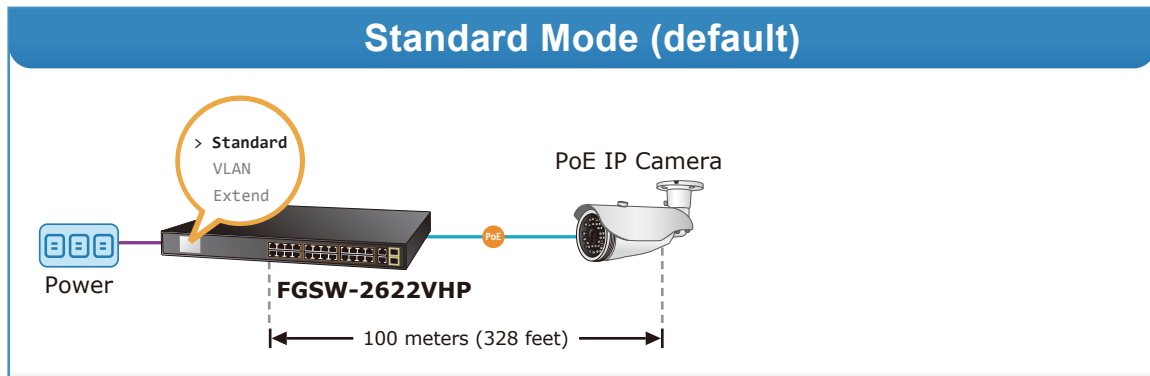 Standard Mode (default)
> Standard
VLAN
Extend
PoE IP Camera
PoE
Power
FGSW-2622VHP
100 meters (328 feet)